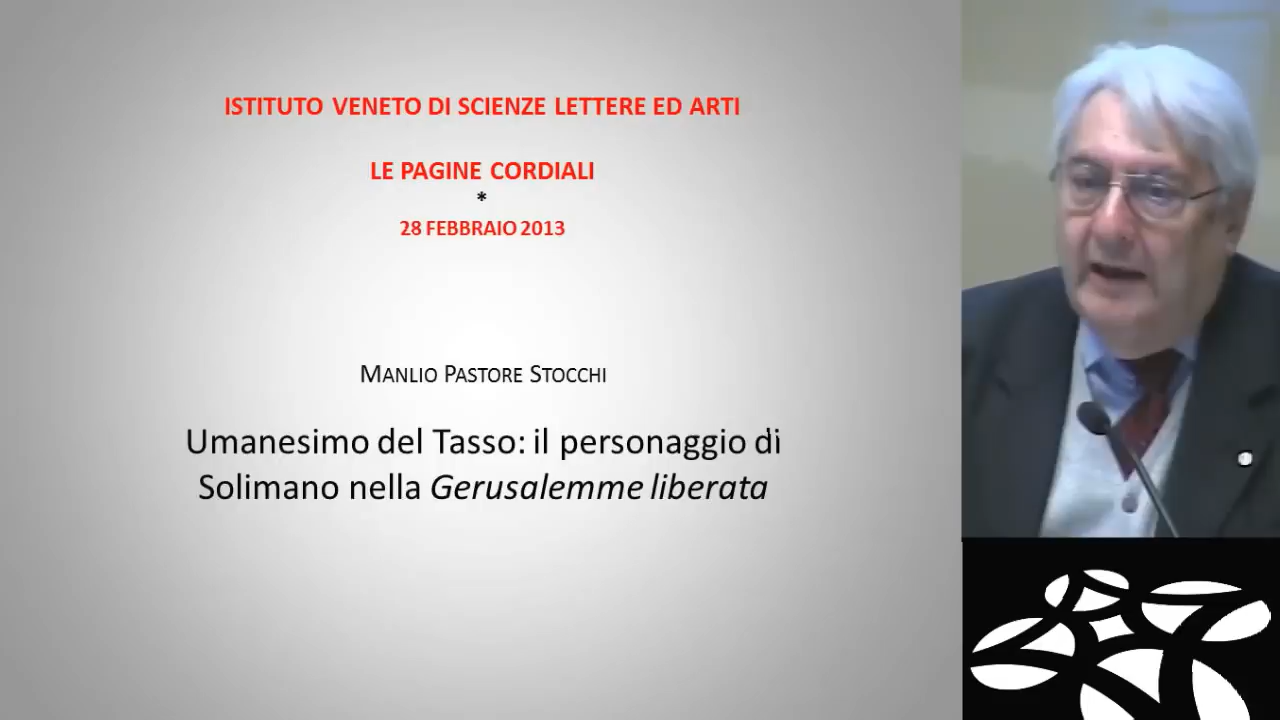 ISTITUTO VENETO DI SCIENZE LETTERE ED ARTI
LE PAGINE CORDIALI
*
28 FEBBRAIO 2013
MANLIO PASTORE STOCCHI
Umanesimo del Tasso: il personaggio di
Solimano nella Gerusalemme liberata